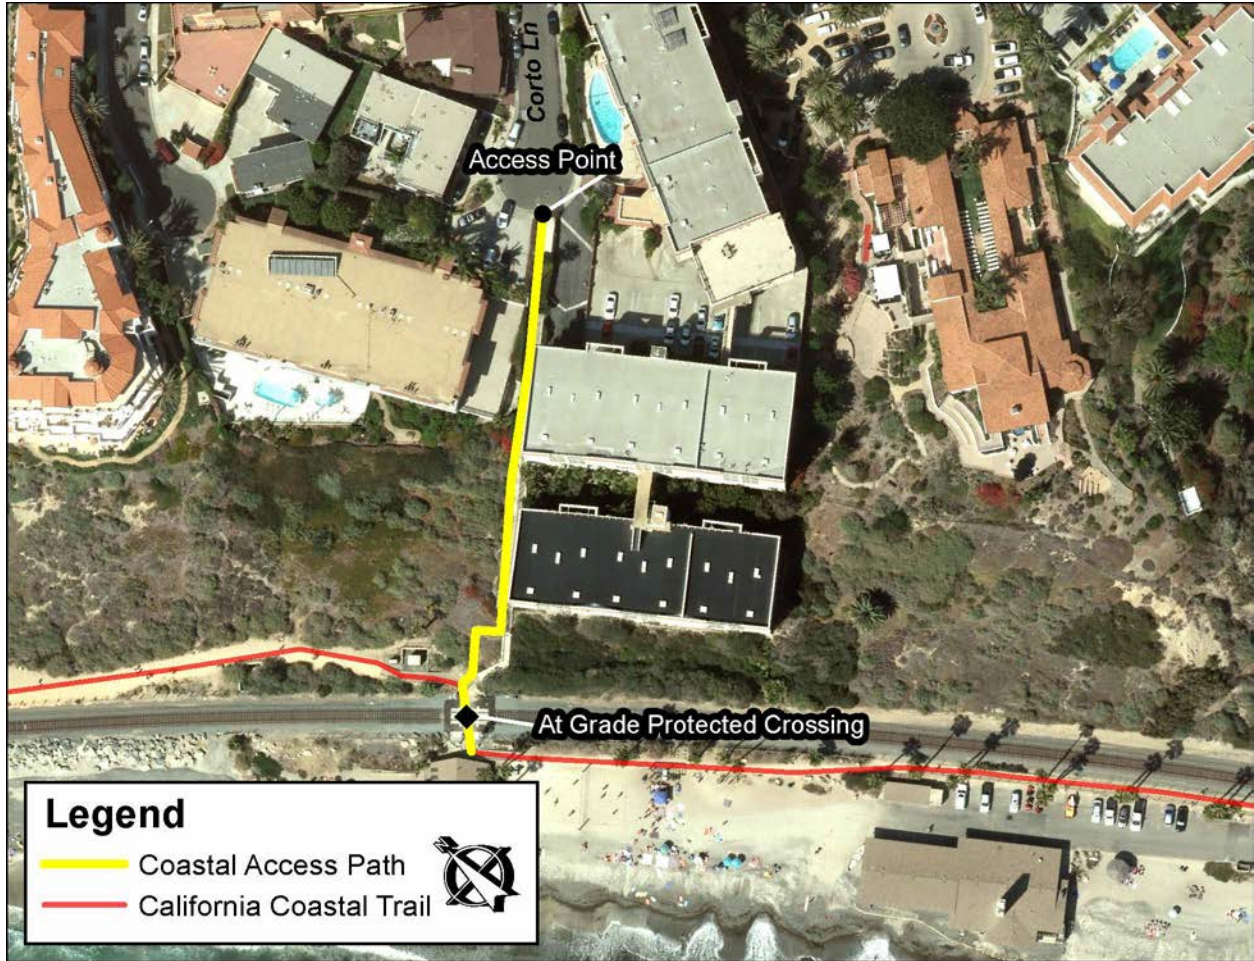 Corto Ln
Access Point
At Grade Protected Crossing
Legend
Coastal Access Path
California Coastal Trail
N